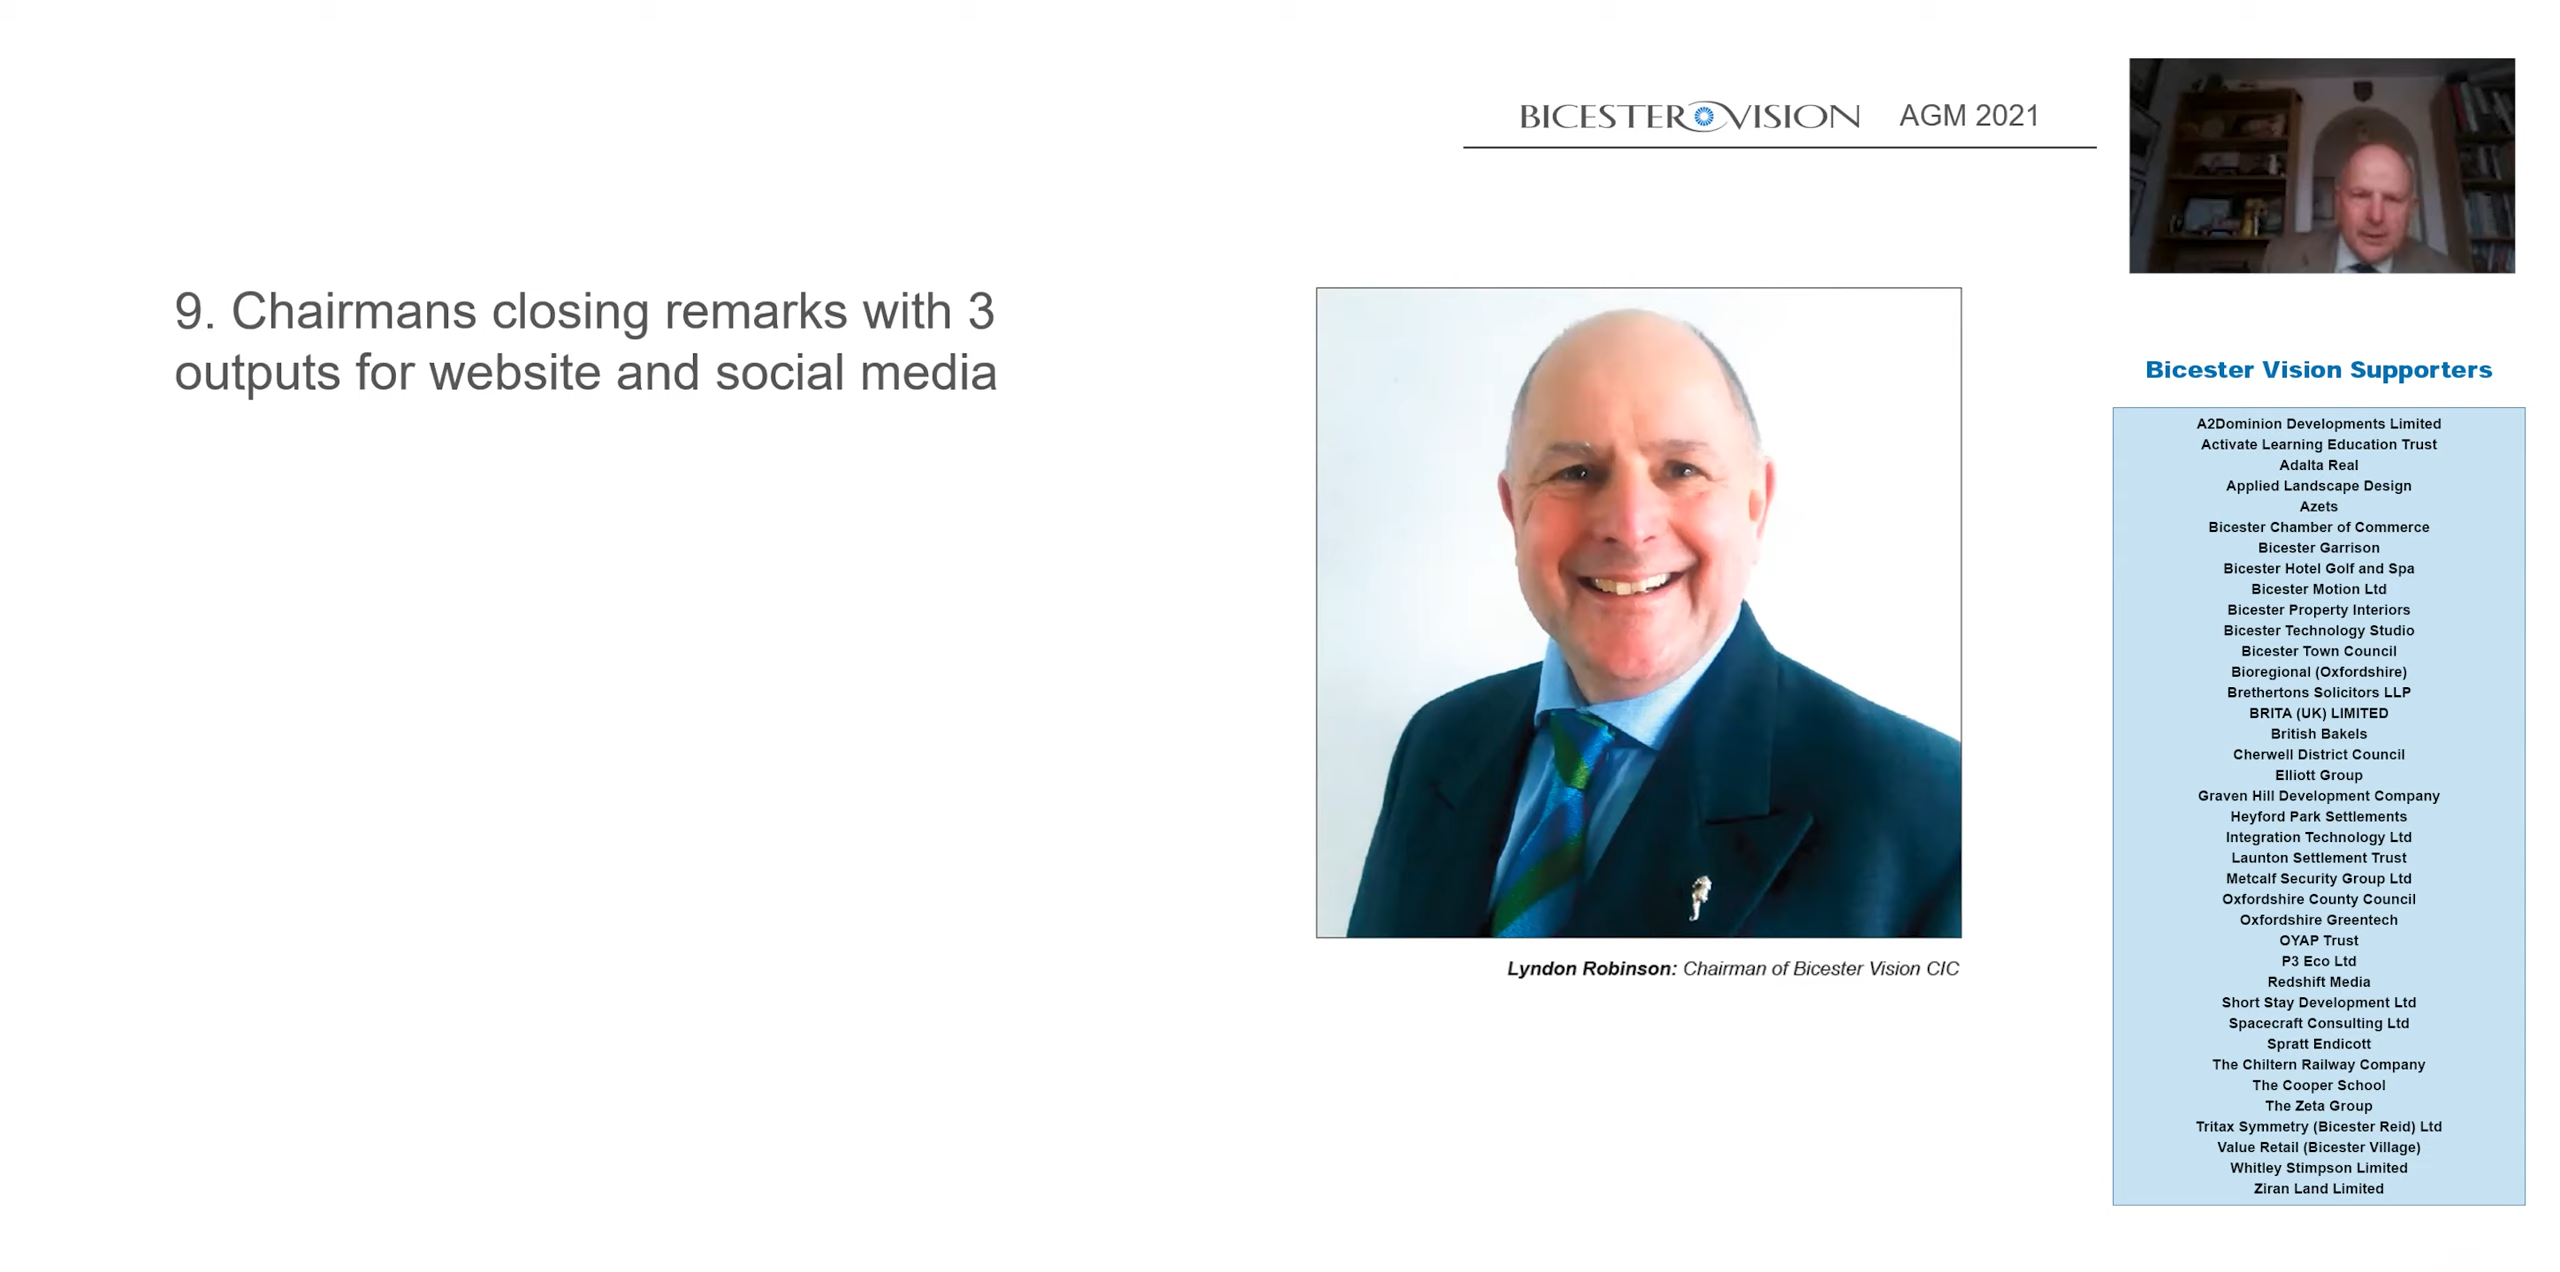 BICESTER VISION AGM 2021
9. Chairmans closing remarks with 3
outputs for website and social media
Lyndon Robinson: Chairman of Bicester Vision CIC
Bicester Vision Supporters
A2Dominion Developments Limited
Activate Learning Education Trust
Adalta Real
Applied Landscape Design
Azets
Bicester Chamber of Commerce
Bicester Garrison
Bicester Hotel Golf and Spa
Bicester Motion Ltd
Bicester Property Interiors
Bicester Technology Studio
Bicester Town Council
Bioregional (Oxfordshire)
Brethertons Solicitors LLP
BRITA (UK) LIMITED
British Bakels
Cherwell District Council
Elliott Group
Graven Hill Development Company
Heyford Park Settlements
Integration Technology Ltd
Launton Settlement Trust
Metcalf Security Group Ltd
Oxfordshire County Council
Oxfordshire Greentech
OYAP Trust
P3 Eco Ltd
Redshift Media
Short Stay Development Ltd
Spacecraft Consulting Ltd
Spratt Endicott
The Chiltern Railway Company
The Cooper School
The Zeta Group
Tritax Symmetry (Bicester Reid) Ltd
Value Retail (Bicester Village)
Whitley Stimpson Limited
Ziran Land Limited